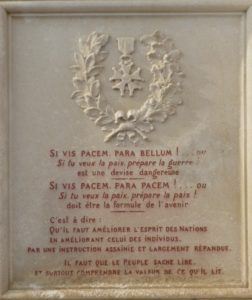 SI VIS PACEM, PARA BELLUM !.... ou
Si tu veux la paix, prépare la guerre !
est une devise dangereuse
SI VIS PACEM, PARA PACEM !.... ou
Si tu veux la paix, prépare la paix !
doit être la formule de l'avenir
C'est à dire :
QU'IL FAUT AMÉLIORER L'ESPRIT DES NATIONS
EN AMÉLIORANT CELUI DES INDIVIDUS,
PAR UNE INSTRUCTION ASSAINIE ET LARGEMENT RÉPANDUE.
IL FAUT QUE LE PEUPLE SACHE LIRE,
ET SURTOUT COMPRENDRE LA VALEUR DE CE QU'IL LIT.